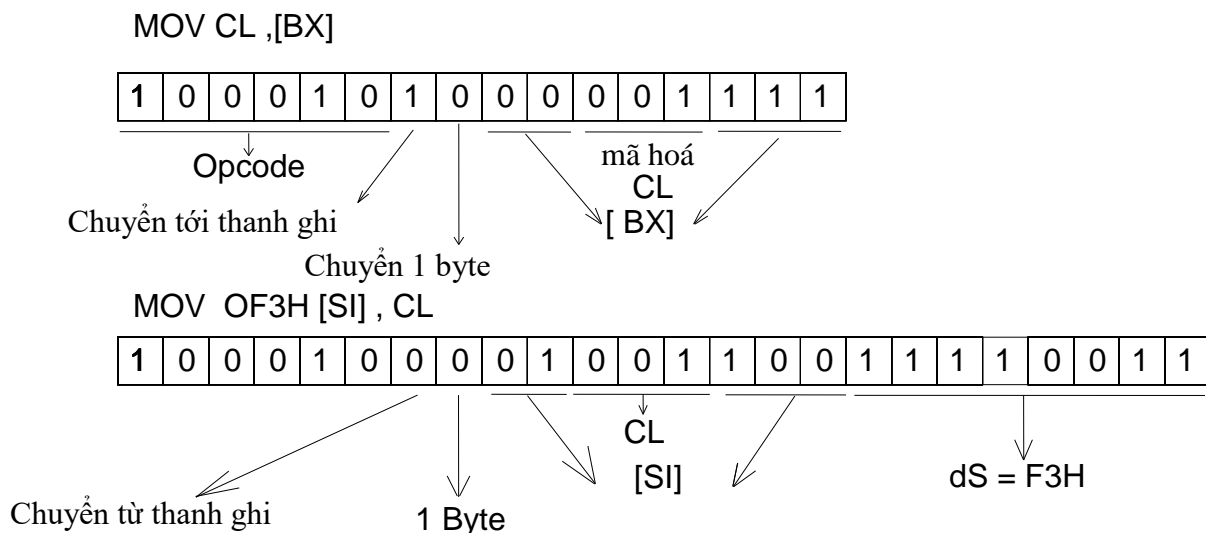 MOV CL ,[BX]
1 0 0 0 1 0 1 0 0 0 0 0 1 1 1 1
Opcode
mã hoá
CL
Chuyển tới thanh ghi
[ BX]
Chuyển 1 byte
MOV OF3H [SI] , CL
1 0 0 0 1 0 0 0 0 1 0 0 1 1 0 0 1 1 1 1 0 0 1 1
CL
[SI]
dS = F3H
Chuyển từ thanh ghi
1 Byte